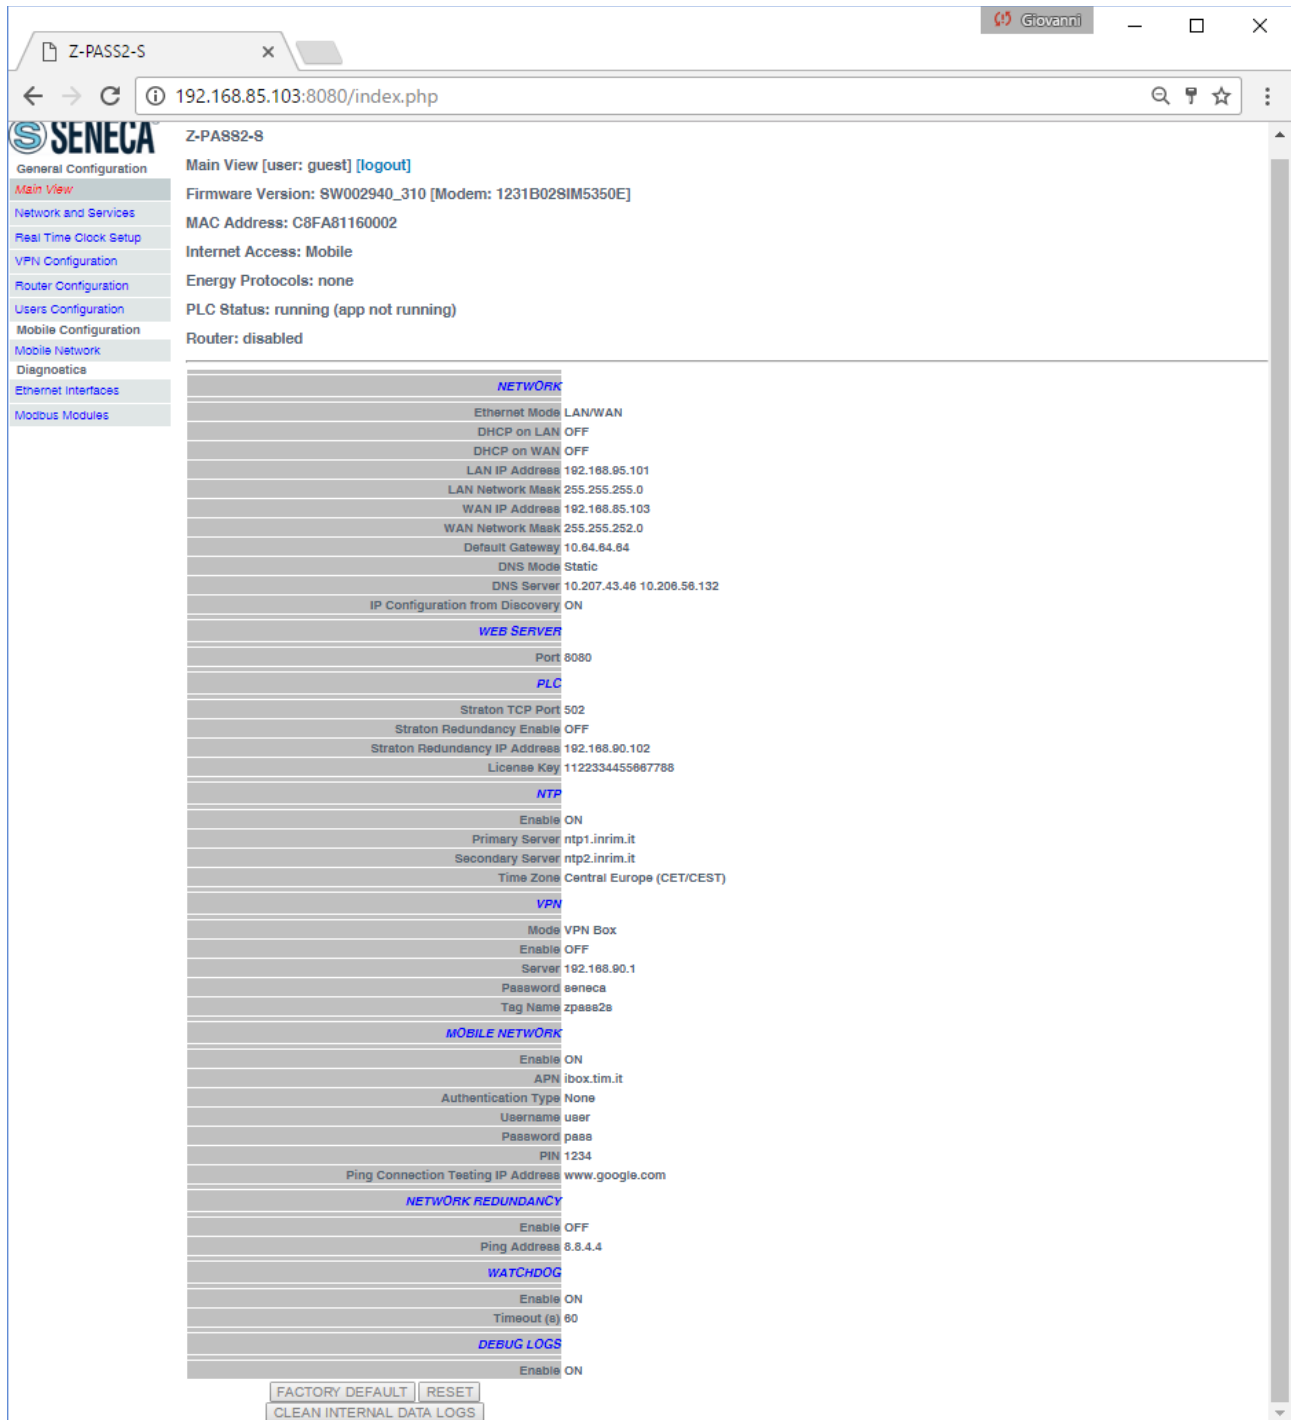 Giovanni
Z-PASS2-S
192.168.85.103:8080/index.php
SENECA
General Configuration
Main View
Network and Services
Real Time Clock Setup
VPN Configuration
Router Configuration
Users Configuration
Mobile Configuration
Mobile Network
Diagnostics
Ethernet Interfaces
Modbus Modules
Z-PASS2-S
Main View [user: guest] [logout]
Firmware Version: SW002940_310 [Modem: 1231B02SIM5350E]
MAC Address: C8FA81160002
Internet Access: Mobile
Energy Protocols: none
PLC Status: running (app not running)
Router: disabled
NETWORK
Ethernet Mode LAN/WAN
DHCP on LAN OFF
DHCP on WAN OFF
LAN IP Address 192.168.95.101
LAN Network Mask 255.255.255.0
WAN IP Address 192.168.85.103
WAN Network Mask 255.255.252.0
Default Gateway 10.64.64.64
DNS Mode Static
DNS Server 10.207.43.46 10.206.56.132
IP Configuration from Discovery ON
WEB SERVER
Port 8080
PLC
Straton TCP Port 502
Straton Redundancy Enable OFF
Straton Redundancy IP Address 192.168.90.102
License Key 1122334455667788
NTP
Enable ON
Primary Server ntp1.inrim.it
Secondary Server ntp2.inrim.it
Time Zone Central Europe (CET/CEST)
VPN
Mode VPN Box
Enable OFF
Server 192.168.90.1
Password seneca
Tag Name zpass2s
MOBILE NETWORK
Enable ON
APN ibox.tim.it
Authentication Type None
Username user
Password pass
PIN 1234
Ping Connection Testing IP Address www.google.com
NETWORK REDUNDANCY
Enable OFF
Ping Address 8.8.4.4
WATCHDOG
Enable ON
Timeout (s) 60
DEBUG LOGS
Enable ON
FACTORY DEFAULT RESET
CLEAN INTERNAL DATA LOGS